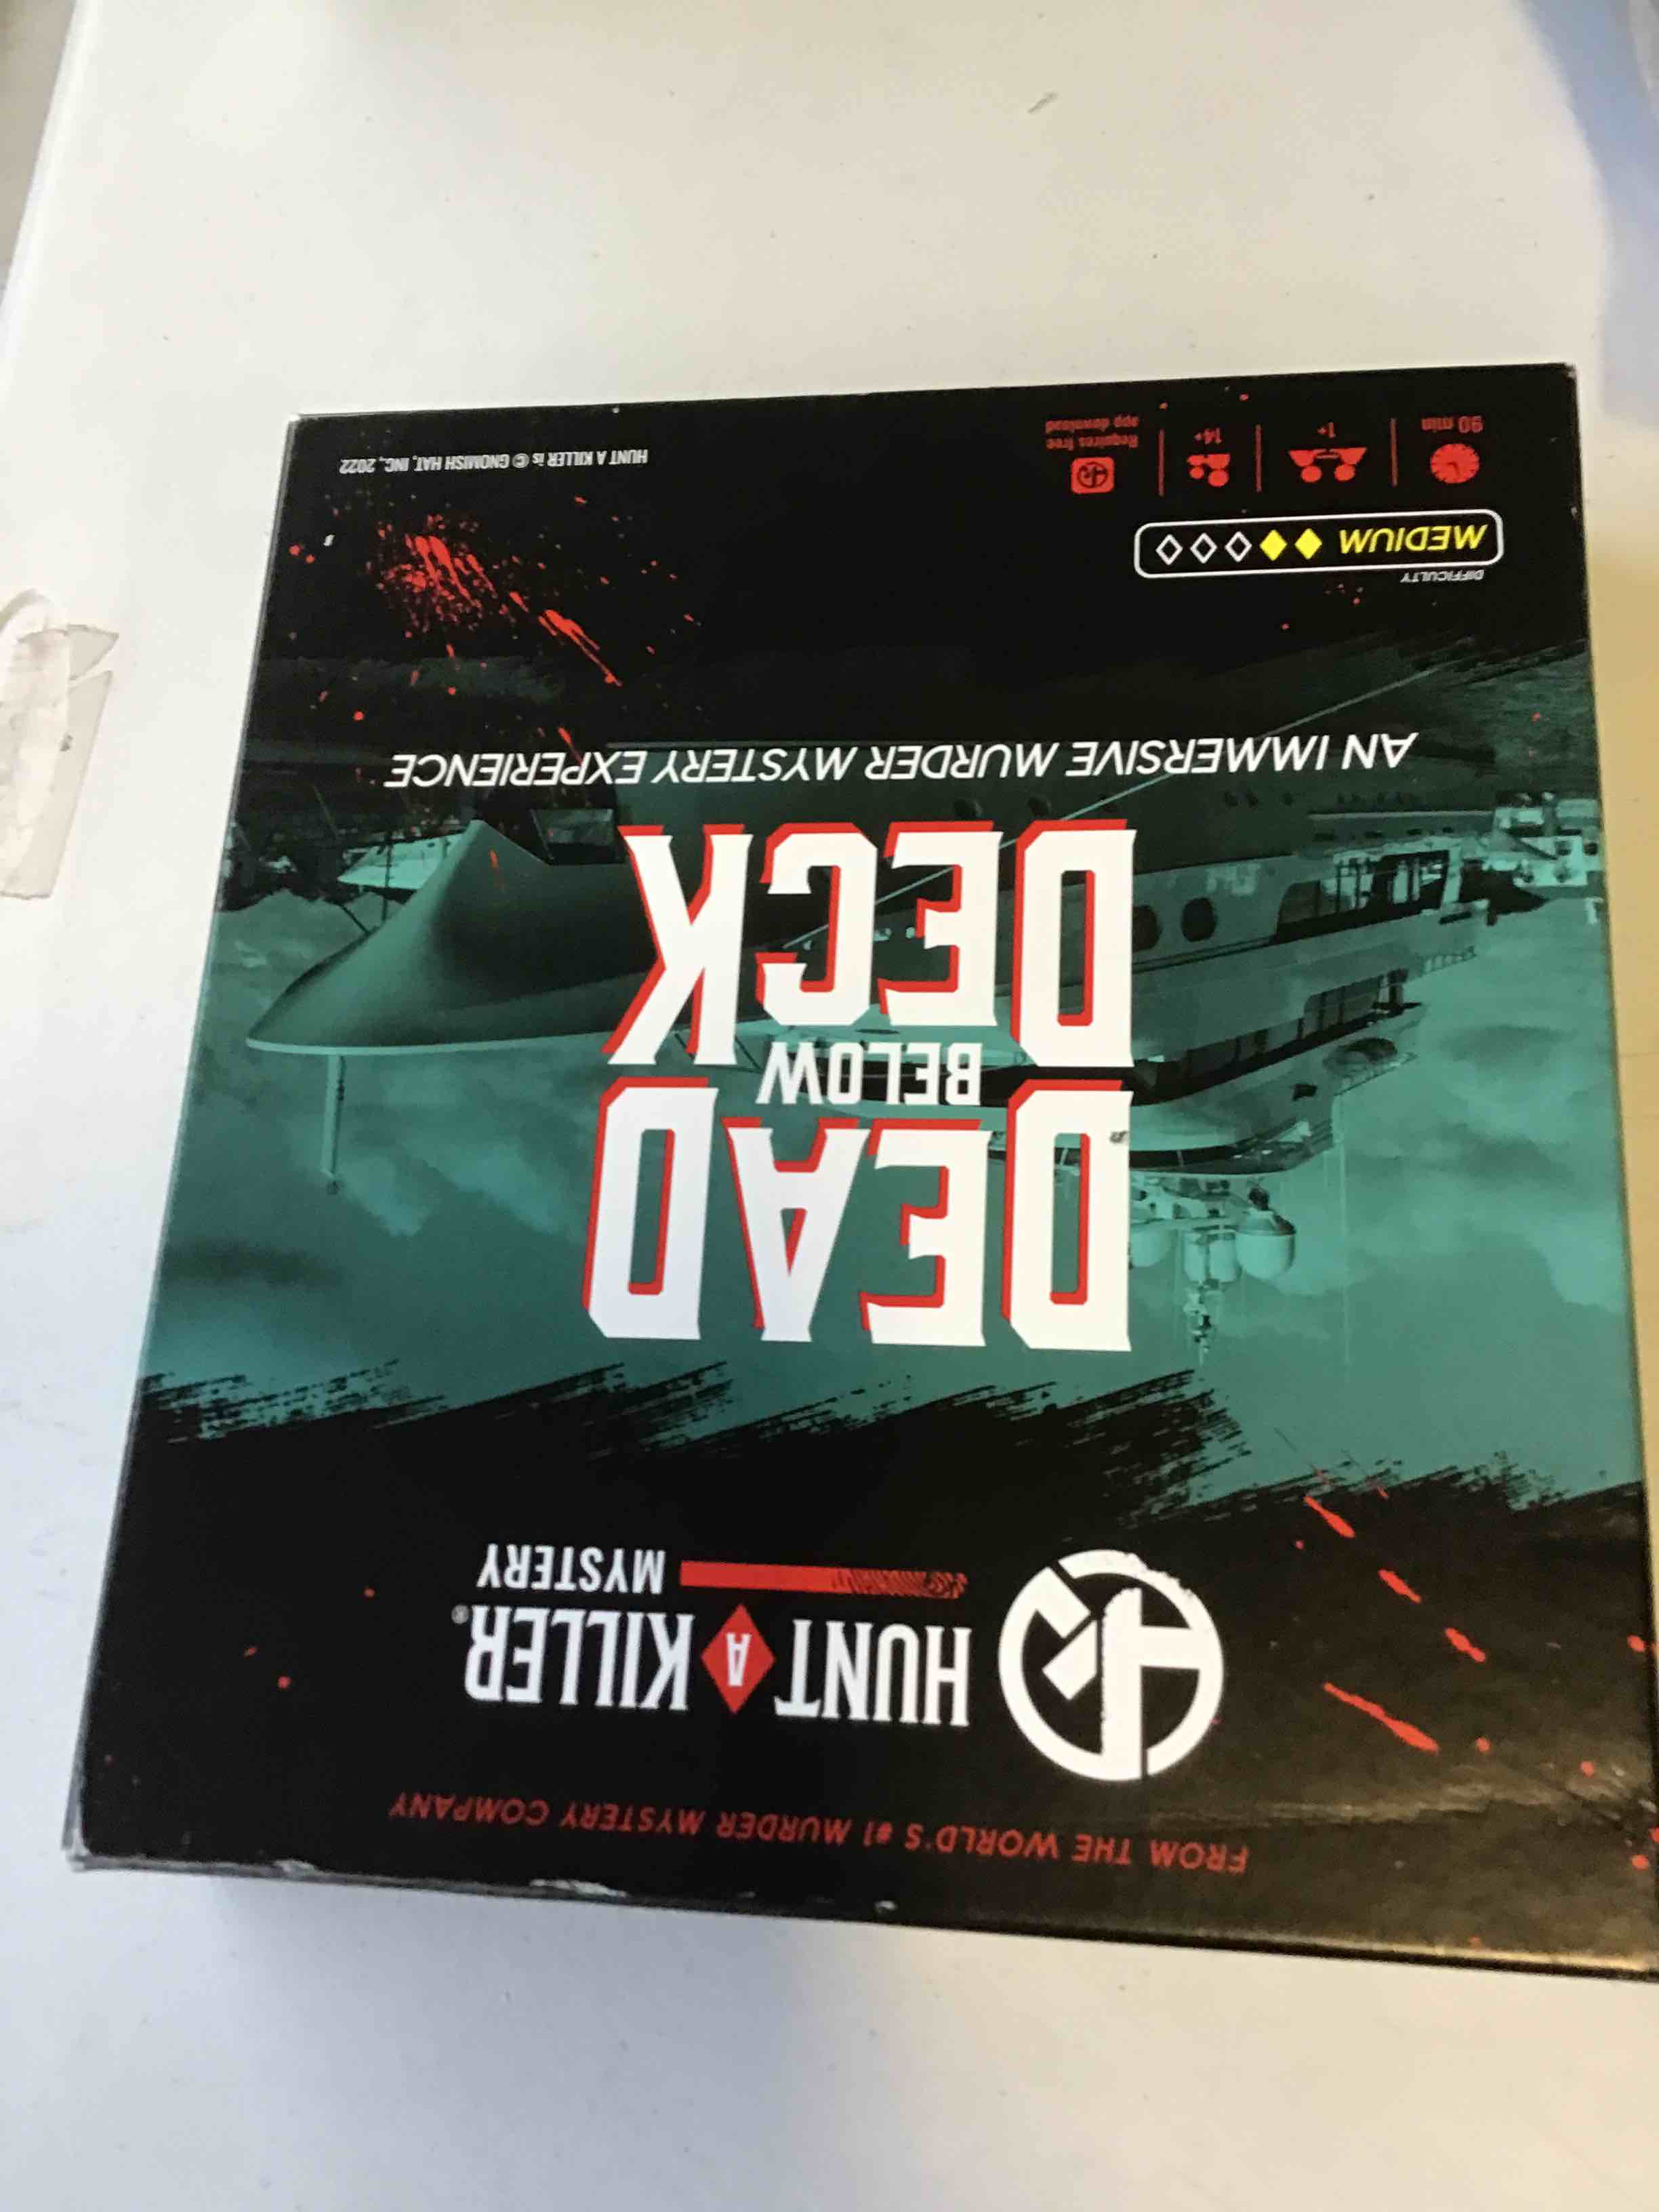 FROM THE WORLD'S #1 MURDER MYSTERY COMPANY
HUNT A KILLER®
MYSTERY
DEAD
BELOW
DECK
AN IMMERSIVE MURDER MYSTERY EXPERIENCE
DIFFICULTY
MEDIUM
90 min
1+
14+
Requires free
app download
HUNT A KILLER is © GNOMISH HAT, INC, 2022